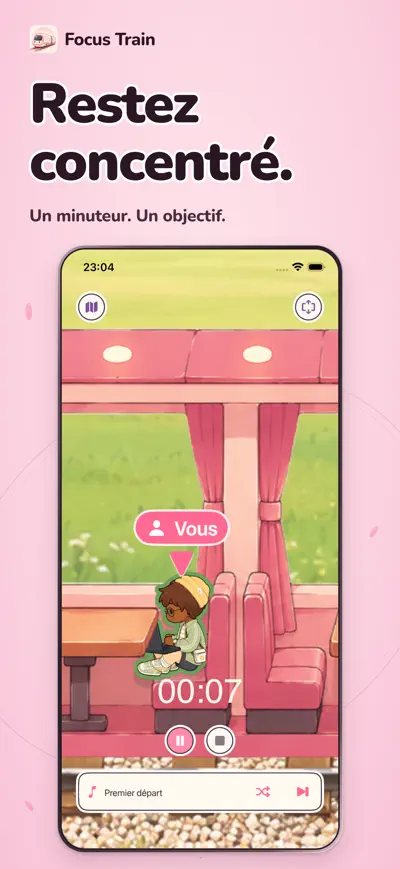 Focus Train
Restez
concentré.
Un minuteur. Un objectif.
23:04
Vous
00:07
Premier départ